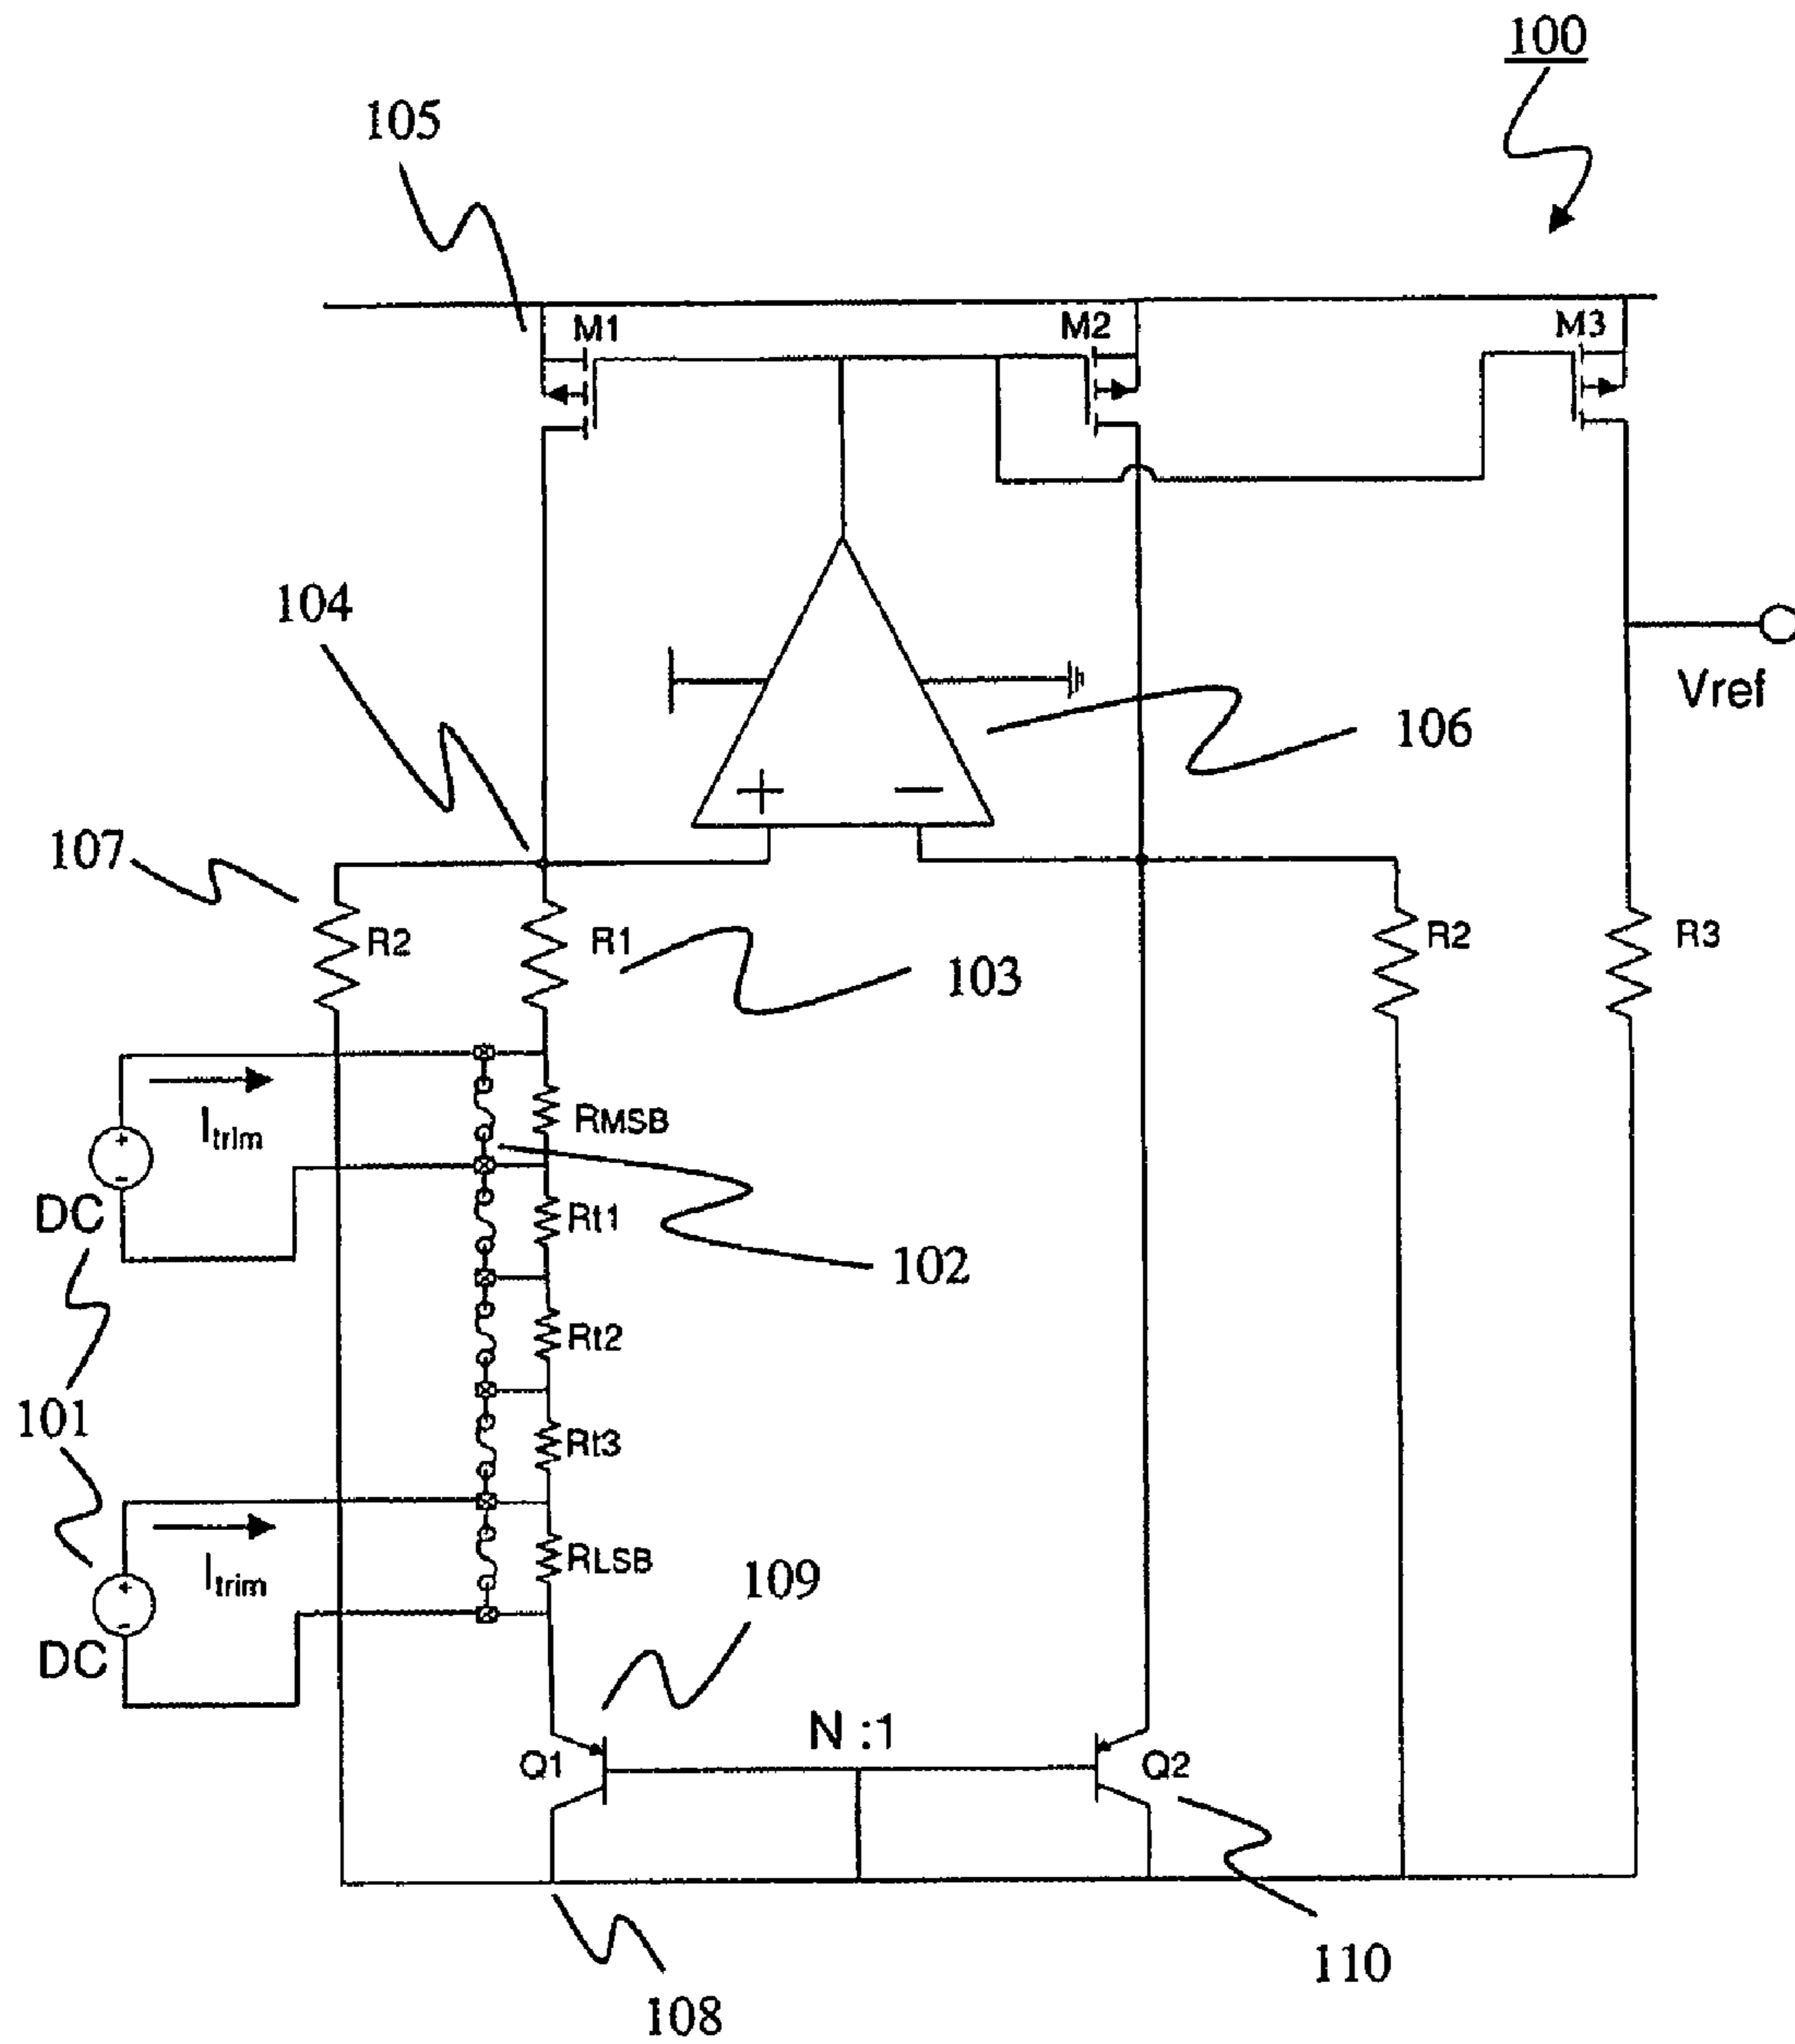 100
105
M1
M2
M3
104
Vref
106
+
−
107
R2
R1
R2
R3
103
+
−
Itrim
DC
RMSB
Rt1
102
Rt2
101
Rt3
+
−
Itrim
DC
RLSB
109
N :1
Q1
Q2
110
108